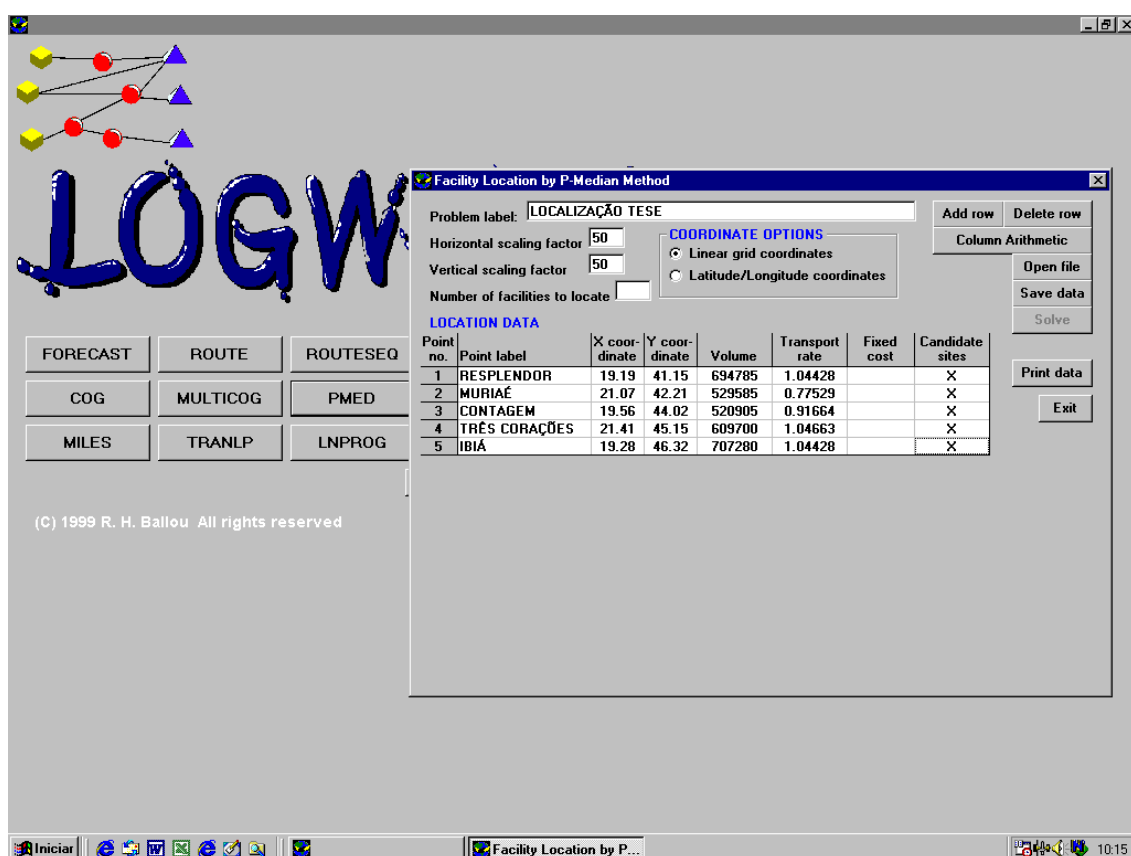 LOGW
Facility Location by P-Median Method
Problem label: LOCALIZAÇÃO TESE
Add row Delete row
Horizontal scaling factor 50
COORDINATE OPTIONS
Column Arithmetic
Linear grid coordinates
Vertical scaling factor 50
Latitude/Longitude coordinates
Open file
Number of facilities to locate
Save data
LOCATION DATA
Solve
Point no. Point label X coor-dinate Y coor-dinate Volume Transport rate Fixed cost Candidate sites
1 RESPLENDOR 19.19 41.15 694785 1.04428 X
2 MURIAÉ 21.07 42.21 529585 0.77529 X
3 CONTAGEM 19.56 44.02 520905 0.91664 X
4 TRÊS CORAÇÕES 21.41 45.15 609700 1.04663 X
5 IBIÁ 19.28 46.32 707280 1.04428 X
Print data
Exit
FORECAST ROUTE ROUTESEQ
COG MULTICOG PMED
MILES TRANLP LNPROG
(C) 1999 R. H. Ballou All rights reserved
Iniciar Facility Location by P... 10:15